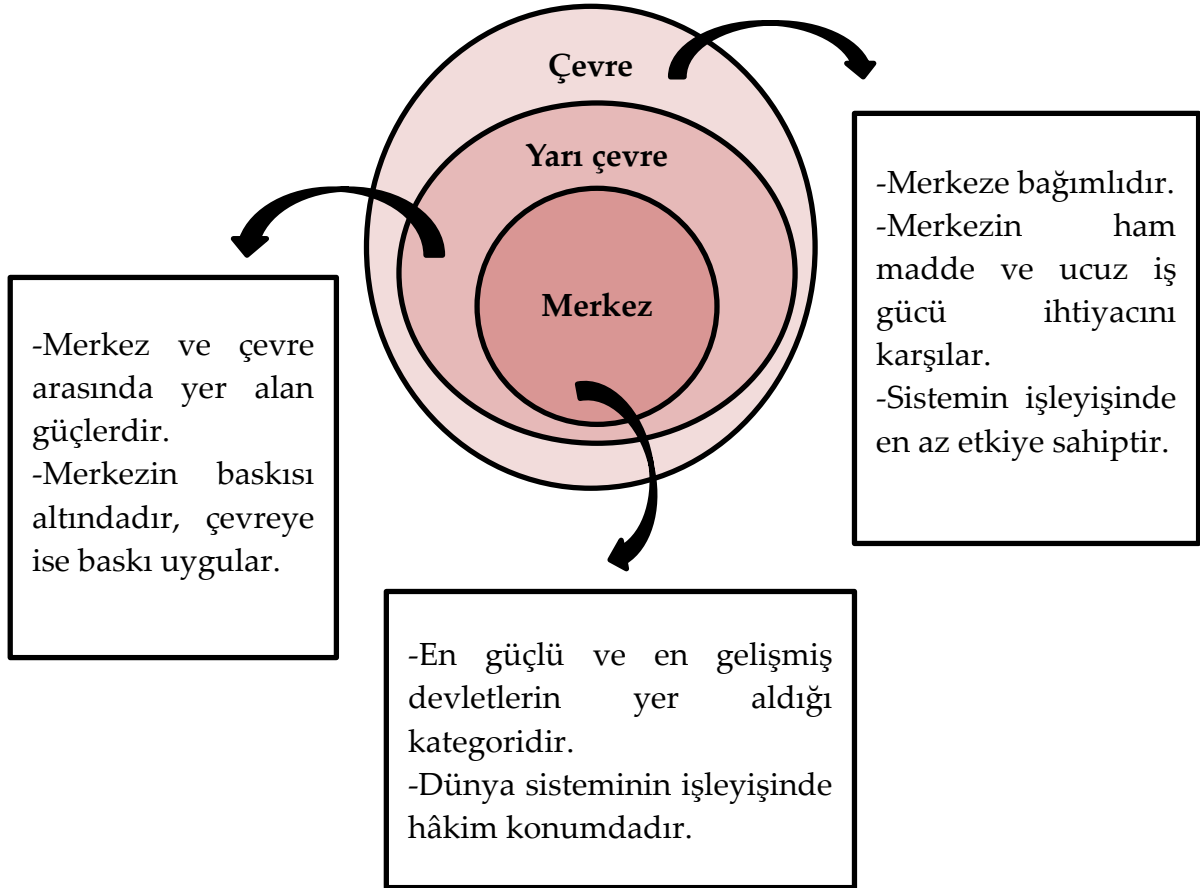 Çevre
Yarı çevre
Merkez
-Merkeze bağımlıdır.
-Merkezin ham
madde ve ucuz iş
gücü ihtiyacını
karşılar.
-Sistemin işleyişinde
en az etkiye sahiptir.
-Merkez ve çevre
arasında yer alan
güçlerdir.
-Merkezin baskısı
altındadır, çevreye
ise baskı uygular.
-En güçlü ve en gelişmiş
devletlerin yer aldığı
kategoridir.
-Dünya sisteminin işleyişinde
hâkim konumdadır.